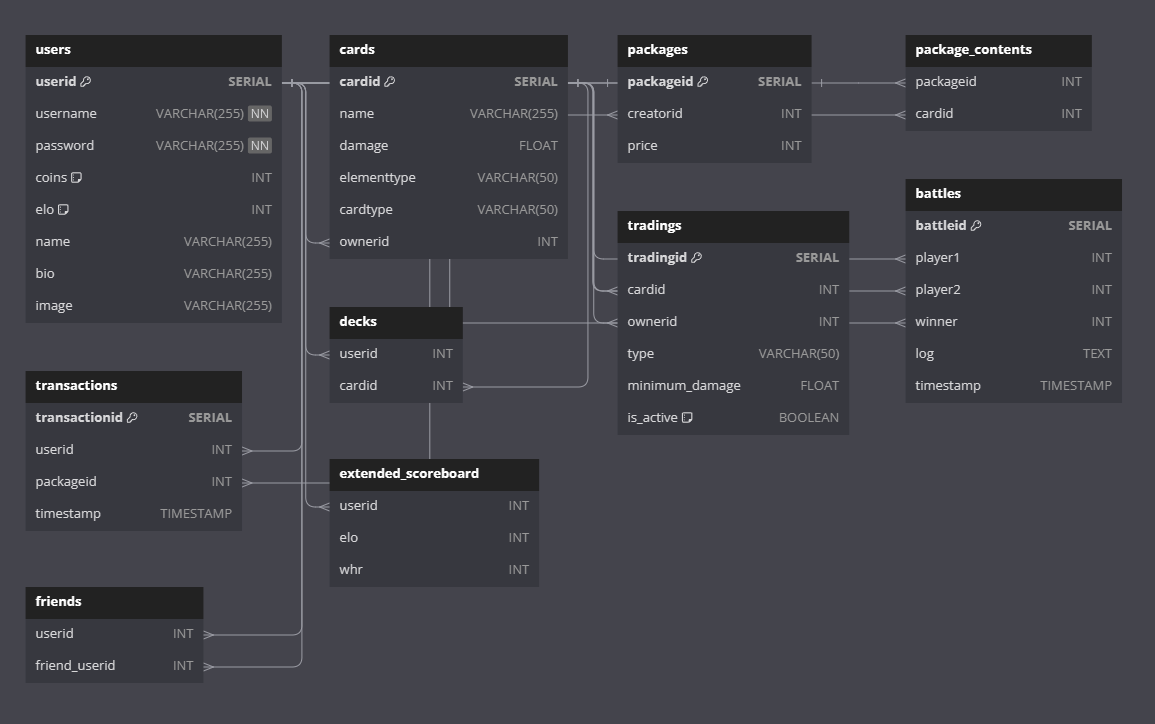 users
userid SERIAL
username VARCHAR(255) NN
password VARCHAR(255) NN
coins INT
elo INT
name VARCHAR(255)
bio VARCHAR(255)
image VARCHAR(255)
cards
cardid SERIAL
name VARCHAR(255)
damage FLOAT
elementtype VARCHAR(50)
cardtype VARCHAR(50)
ownerid INT
packages
packageid SERIAL
creatorid INT
price INT
package_contents
packageid INT
cardid INT
tradings
tradingid SERIAL
cardid INT
ownerid INT
type VARCHAR(50)
minimum_damage FLOAT
is_active BOOLEAN
battles
battleid SERIAL
player1 INT
player2 INT
winner INT
log TEXT
timestamp TIMESTAMP
decks
userid INT
cardid INT
transactions
transactionid SERIAL
userid INT
packageid INT
timestamp TIMESTAMP
extended_scoreboard
userid INT
elo INT
whr INT
friends
userid INT
friend_userid INT